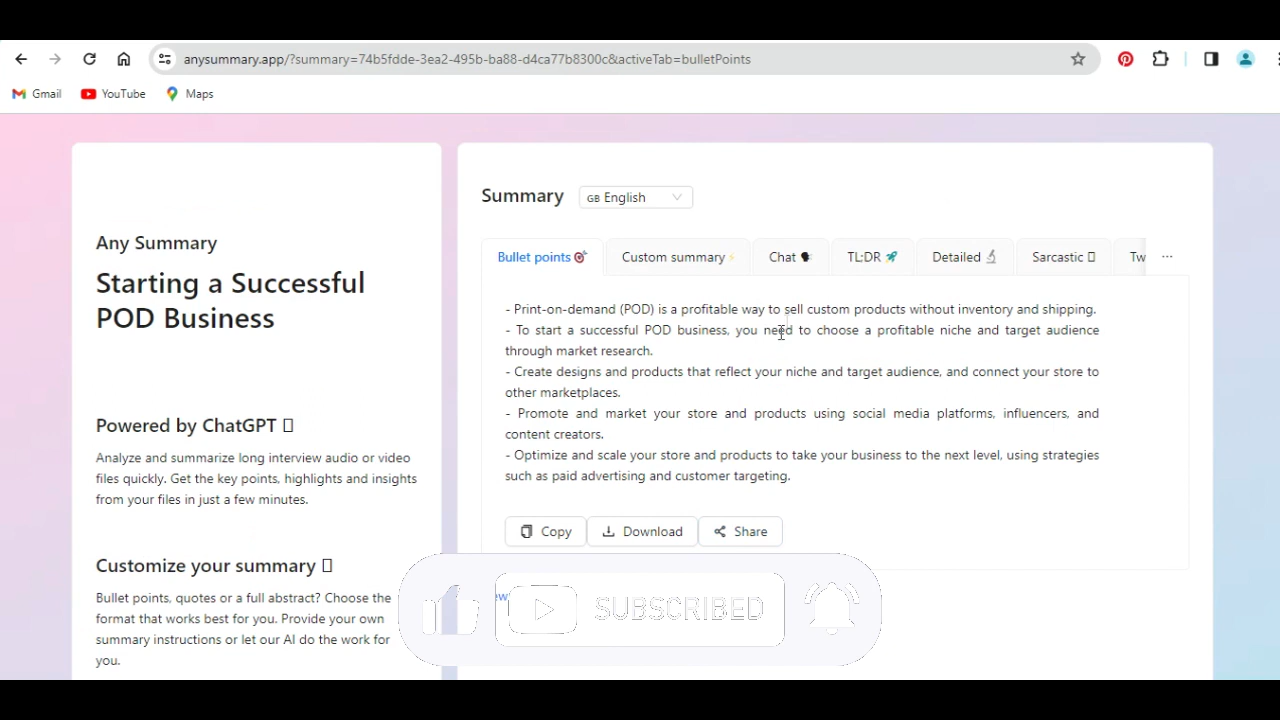 anysummary.app/?summary=74b5fdde-3ea2-495b-ba88-d4ca77b8300c&activeTab=bulletPoints
Gmail YouTube Maps
Any Summary
Starting a Successful
POD Business
Powered by ChatGPT
Analyze and summarize long interview audio or video
files quickly. Get the key points, highlights and insights
from your files in just a few minutes.
Customize your summary
Bullet points, quotes or a full abstract? Choose the
format that works best for you. Provide your own
summary instructions or let our AI do the work for
you.
Summary GB English
Bullet points Custom summary Chat TL:DR Detailed Sarcastic Tw ...
- Print-on-demand (POD) is a profitable way to sell custom products without inventory and shipping.
- To start a successful POD business, you need to choose a profitable niche and target audience
through market research.
- Create designs and products that reflect your niche and target audience, and connect your store to
other marketplaces.
- Promote and market your store and products using social media platforms, influencers, and
content creators.
- Optimize and scale your store and products to take your business to the next level, using strategies
such as paid advertising and customer targeting.
Copy Download Share
SUBSCRIBED